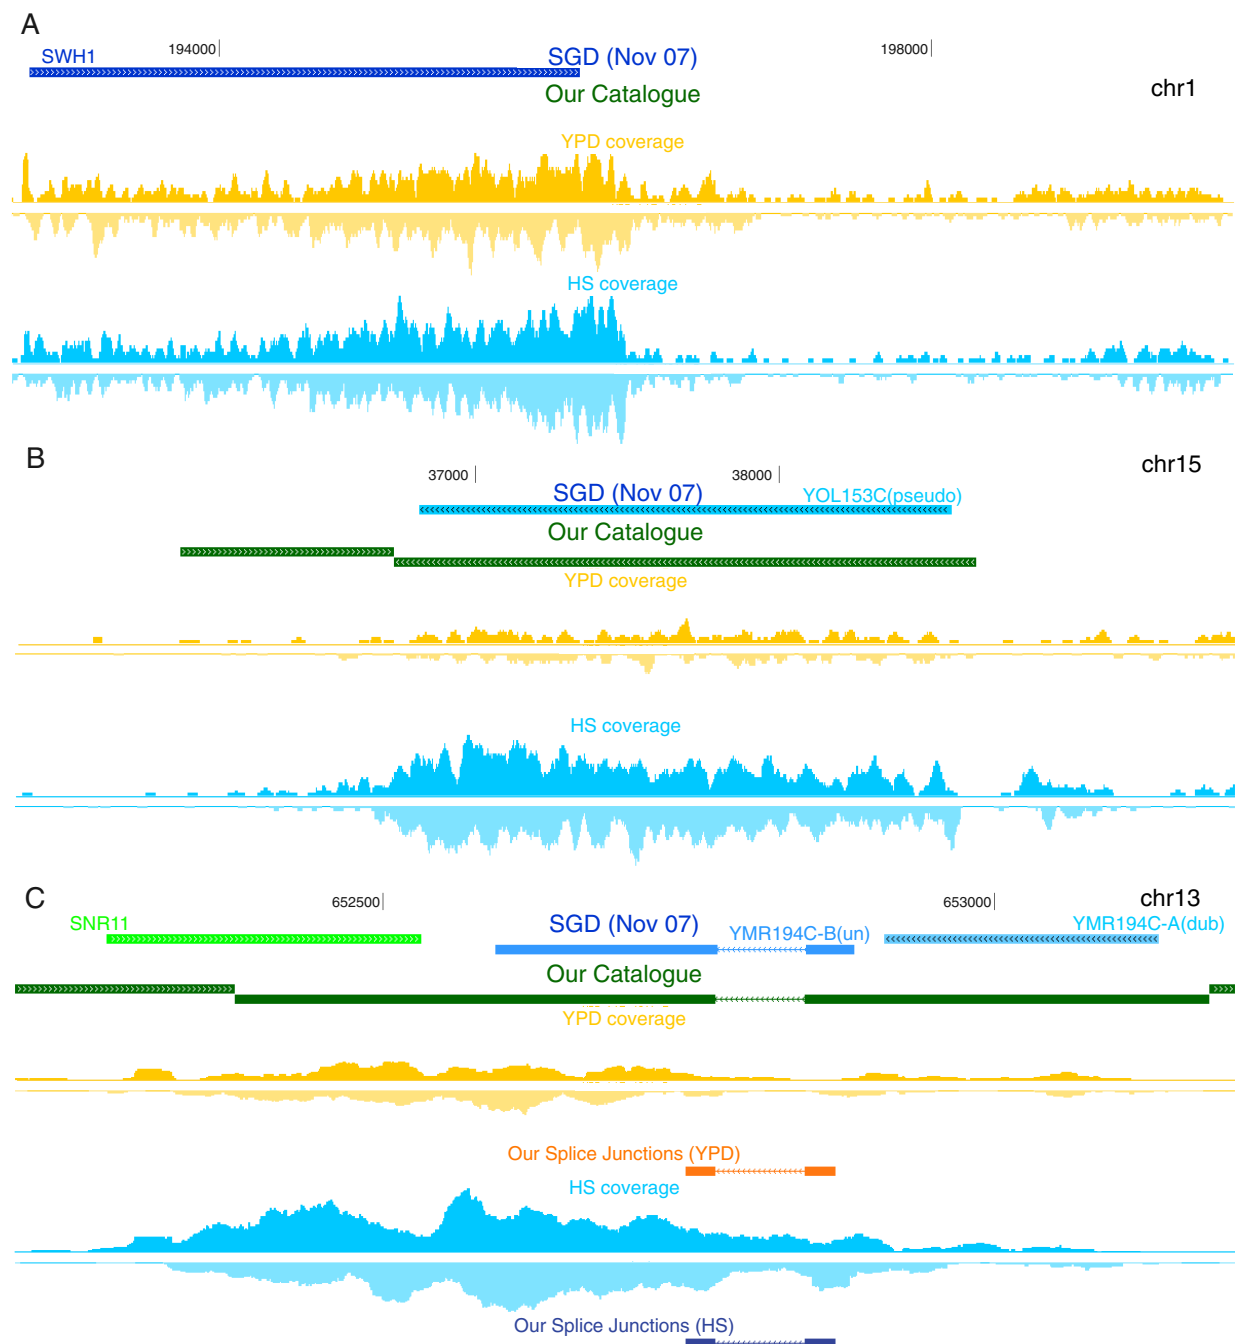 A
SWH1
194000
SGD (Nov 07)
198000
chr1
Our Catalogue
YPD coverage
HS coverage
B
37000
38000
chr15
SGD (Nov 07)
YOL153C(pseudo)
Our Catalogue
YPD coverage
HS coverage
C
652500
653000
chr13
SNR11
SGD (Nov 07)
YMR194C-B(un)
YMR194C-A(dub)
Our Catalogue
YPD coverage
Our Splice Junctions (YPD)
HS coverage
Our Splice Junctions (HS)